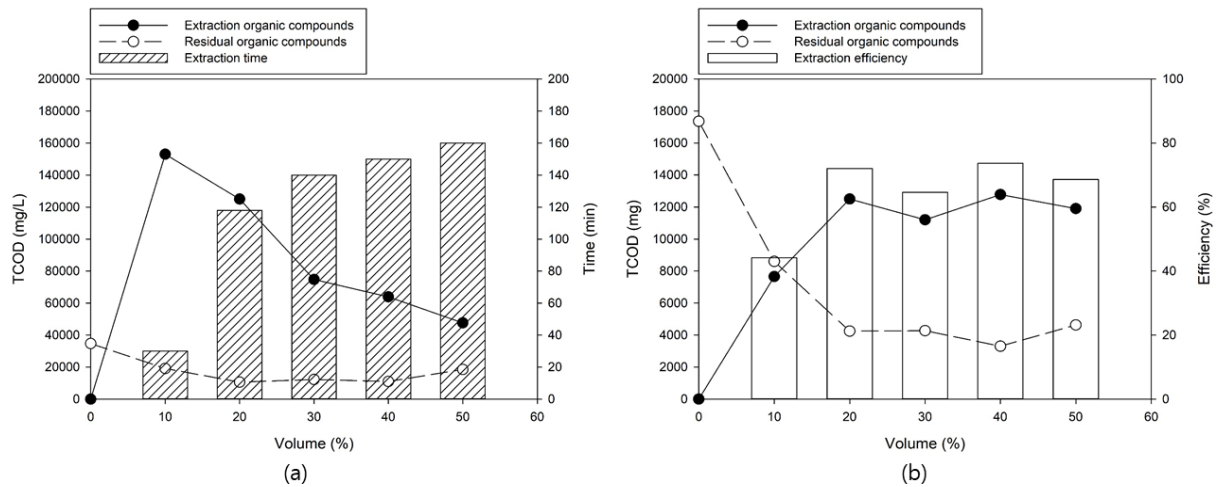 Extraction organic compounds
Residual organic compounds
Extraction time
200000
180000
160000
140000
120000
100000
80000
60000
40000
20000
0
TCOD (mg/L)
200
180
160
140
120
100
80
60
40
20
0
Time (min)
0 10 20 30 40 50 60
Volume (%)
(a)
Extraction organic compounds
Residual organic compounds
Extraction efficiency
20000
18000
16000
14000
12000
10000
8000
6000
4000
2000
0
TCOD (mg)
100
80
60
40
20
0
Efficiency (%)
0 10 20 30 40 50 60
Volume (%)
(b)